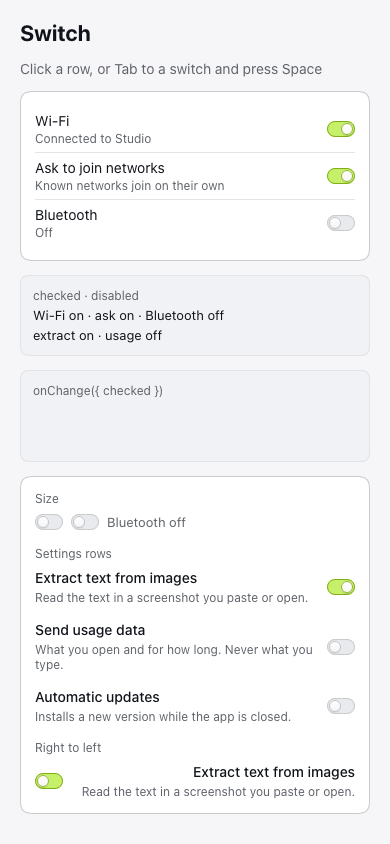 Switch
Click a row, or Tab to a switch and press Space
Wi-Fi
Connected to Studio
Ask to join networks
Known networks join on their own
Bluetooth
Off
checked · disabled
Wi-Fi on · ask on · Bluetooth off
extract on · usage off
onChange({ checked })
Size
Bluetooth off
Settings rows
Extract text from images
Read the text in a screenshot you paste or open.
Send usage data
What you open and for how long. Never what you
type.
Automatic updates
Installs a new version while the app is closed.
Right to left
Extract text from images
Read the text in a screenshot you paste or open.